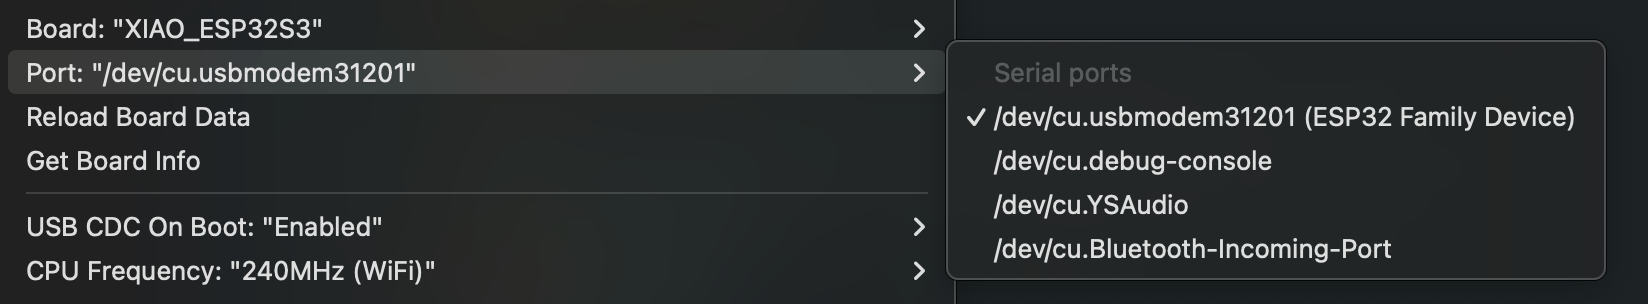 Board: "XIAO_ESP32S3"
Port: "/dev/cu.usbmodem31201"
Reload Board Data
Get Board Info
USB CDC On Boot: "Enabled"
CPU Frequency: "240MHz (WiFi)"
Serial ports
✓ /dev/cu.usbmodem31201 (ESP32 Family Device)
/dev/cu.debug-console
/dev/cu.YSAudio
/dev/cu.Bluetooth-Incoming-Port